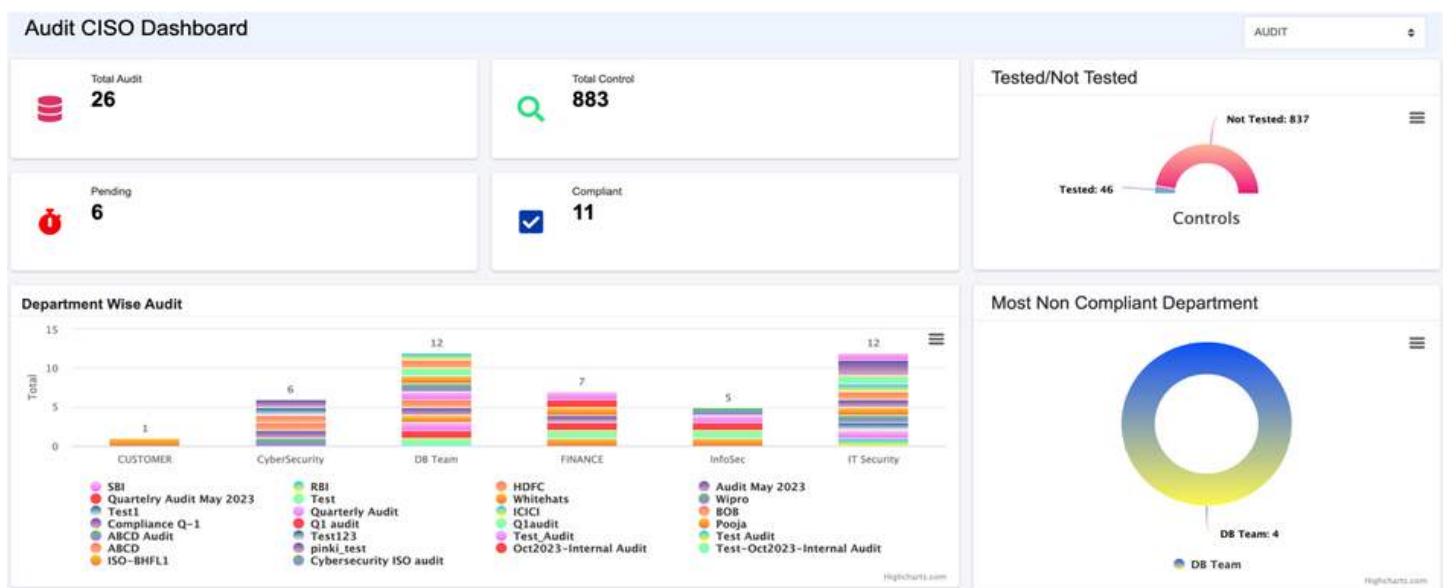 Audit CISO Dashboard
AUDIT
Total Audit
26
Total Control
883
Pending
6
Compliant
11
Tested/Not Tested
Not Tested: 837
Tested: 46
Controls
Department Wise Audit
15
10
5
0
Total
1
6
12
7
5
12
CUSTOMER
CyberSecurity
DB Team
FINANCE
InfoSec
IT Security
SBI
Quartelry Audit May 2023
Test1
Compliance Q-1
ABCD Audit
ABCD
ISO-BHFL1
RBI
Test
Quarterly Audit
Q1 audit
Test123
pinki_test
Cybersecurity ISO audit
HDFC
Whitehats
ICICI
Q1audit
Test_Audit
Oct2023-Internal Audit
Audit May 2023
Wipro
BOB
Pooja
Test Audit
Test-Oct2023-Internal Audit
Highcharts.com
Most Non Compliant Department
DB Team: 4
DB Team
Highcharts.com